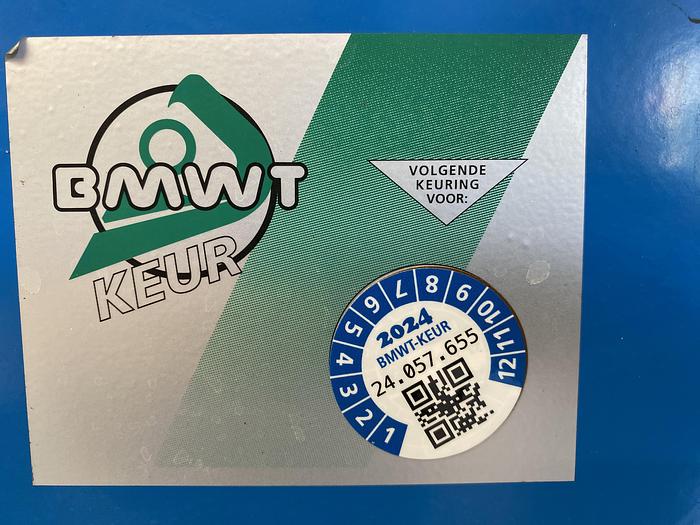 BMWT
KEUR
VOLGENDE
KEURING
VOOR:
1 2 3 4 5 6 7 8 9 10 11 12
2024
BMWT-KEUR
24.057.655